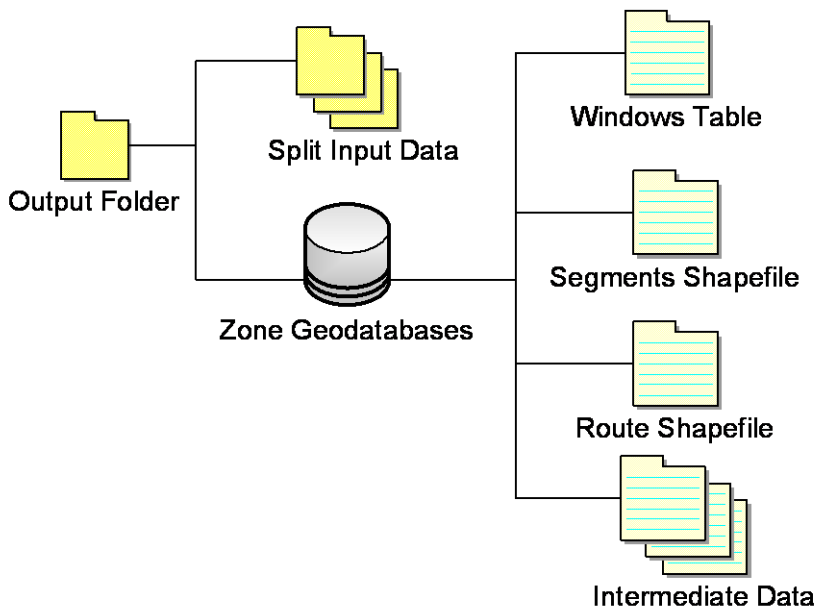 Output Folder
Split Input Data
Zone Geodatabases
Windows Table
Segments Shapefile
Route Shapefile
Intermediate Data